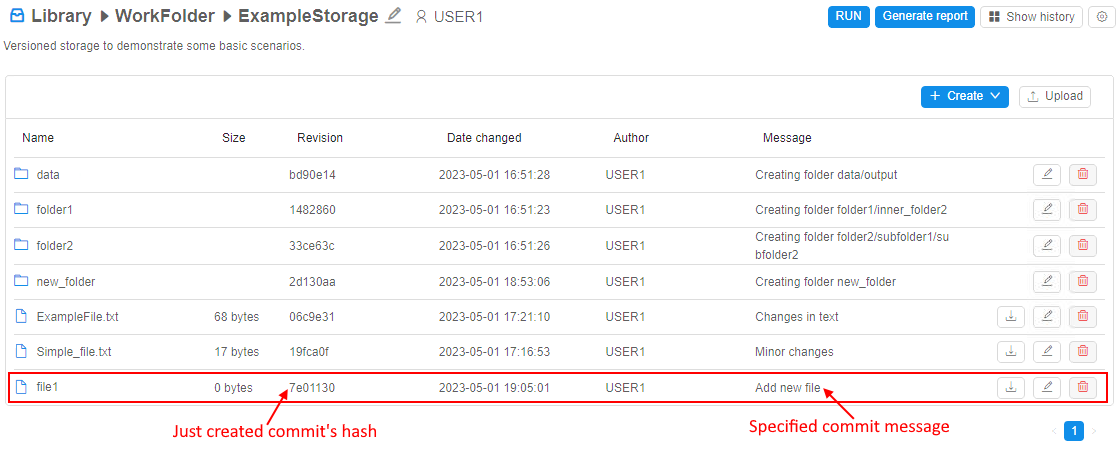 Library WorkFolder ExampleStorage USER1 RUN Generate report Show history
Versioned storage to demonstrate some basic scenarios.
Create Upload
Name Size Revision Date changed Author Message
data bd90e14 2023-05-01 16:51:28 USER1 Creating folder data/output
folder1 1482860 2023-05-01 16:51:23 USER1 Creating folder folder1/inner_folder2
folder2 33ce63c 2023-05-01 16:51:26 USER1 Creating folder folder2/subfolder1/su
bfolder2
new_folder 2d130aa 2023-05-01 18:53:06 USER1 Creating folder new_folder
ExampleFile.txt 68 bytes 06c9e31 2023-05-01 17:21:10 USER1 Changes in text
Simple_file.txt 17 bytes 19fca0f 2023-05-01 17:16:53 USER1 Minor changes
file1 0 bytes 7e01130 2023-05-01 19:05:01 USER1 Add new file
Just created commit's hash
Specified commit message
1